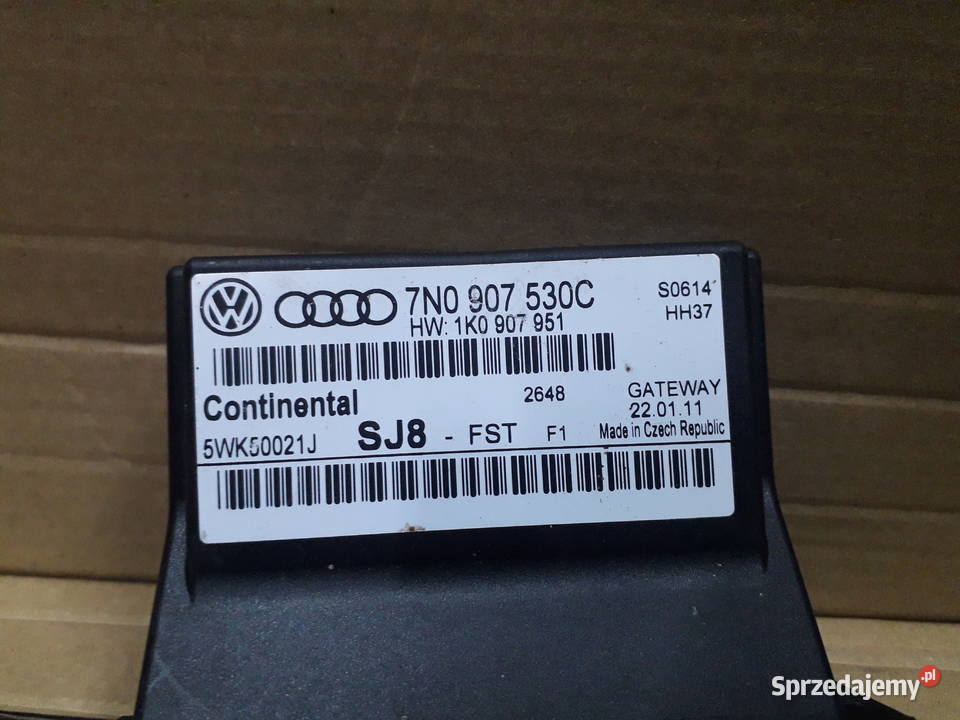 7N0 907 530C
S0614
HW: 1K0 907 951
HH37
Continental
2648
GATEWAY
22.01.11
5WK50021J
SJ8 - FST F1
Made in Czech Republic
Sprzedajemy.pl